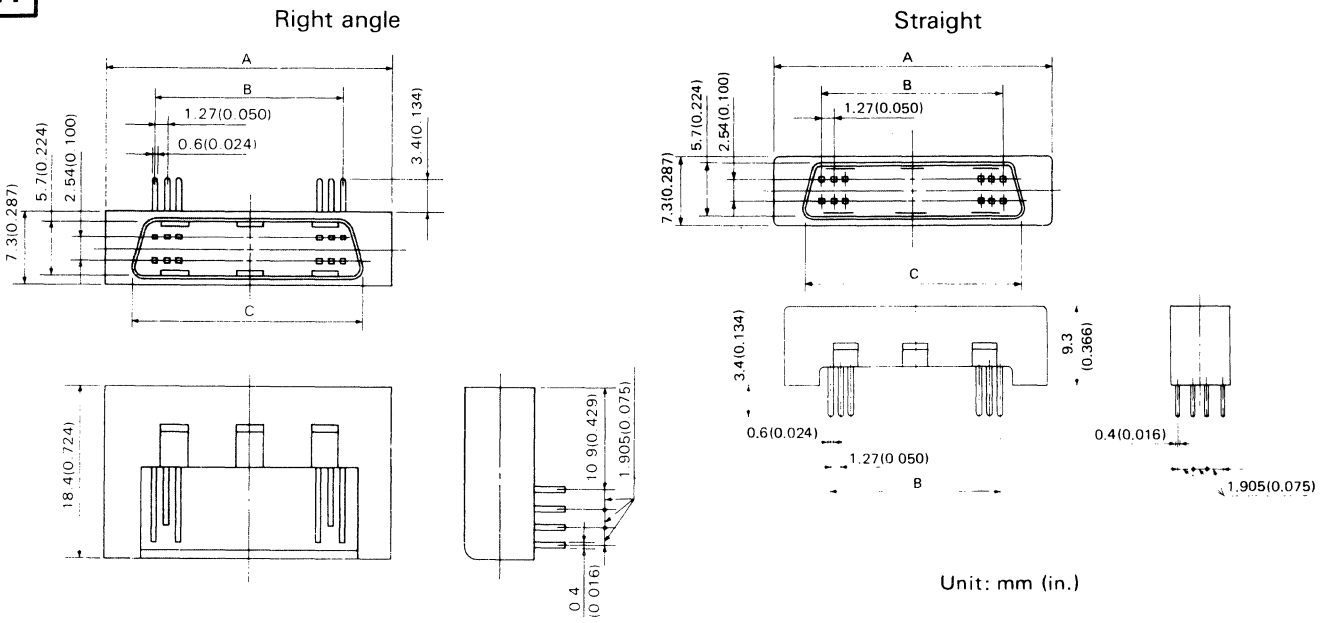 Right angle
A
B
1.27(0.050)
0.6(0.024)
3.4(0.134)
7.3(0.287)
5.7(0.224)
2.54(0.100)
C
18.4(0.724)
10 9(0.429)
1.905(0.075)
0 4
(0 016)
Straight
A
B
1.27(0.050)
7.3(0.287)
5.7(0.224)
2.54(0.100)
C
3.4(0.134)
9.3
(0.366)
0.6(0.024)
1.27(0 050)
B
0.4(0.016)
1.905(0.075)
Unit: mm (in.)